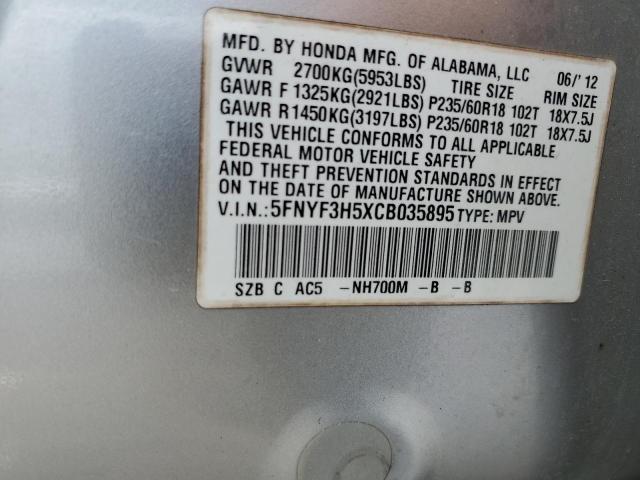 MFD. BY HONDA MFG. OF ALABAMA, LLC 06/'12
GVWR 2700KG(5953LBS) TIRE SIZE RIM SIZE
GAWR F 1325KG(2921LBS) P235/60R18 102T 18X7.5J
GAWR R 1450KG(3197LBS) P235/60R18 102T 18X7.5J
THIS VEHICLE CONFORMS TO ALL APPLICABLE
FEDERAL MOTOR VEHICLE SAFETY
AND THEFT PREVENTION STANDARDS IN EFFECT
ON THE DATE OF MANUFACTURE SHOWN ABOVE.
V.I.N.: 5FNYF3H5XCB035895 TYPE: MPV
SZB C AC5 -NH700M -B -B